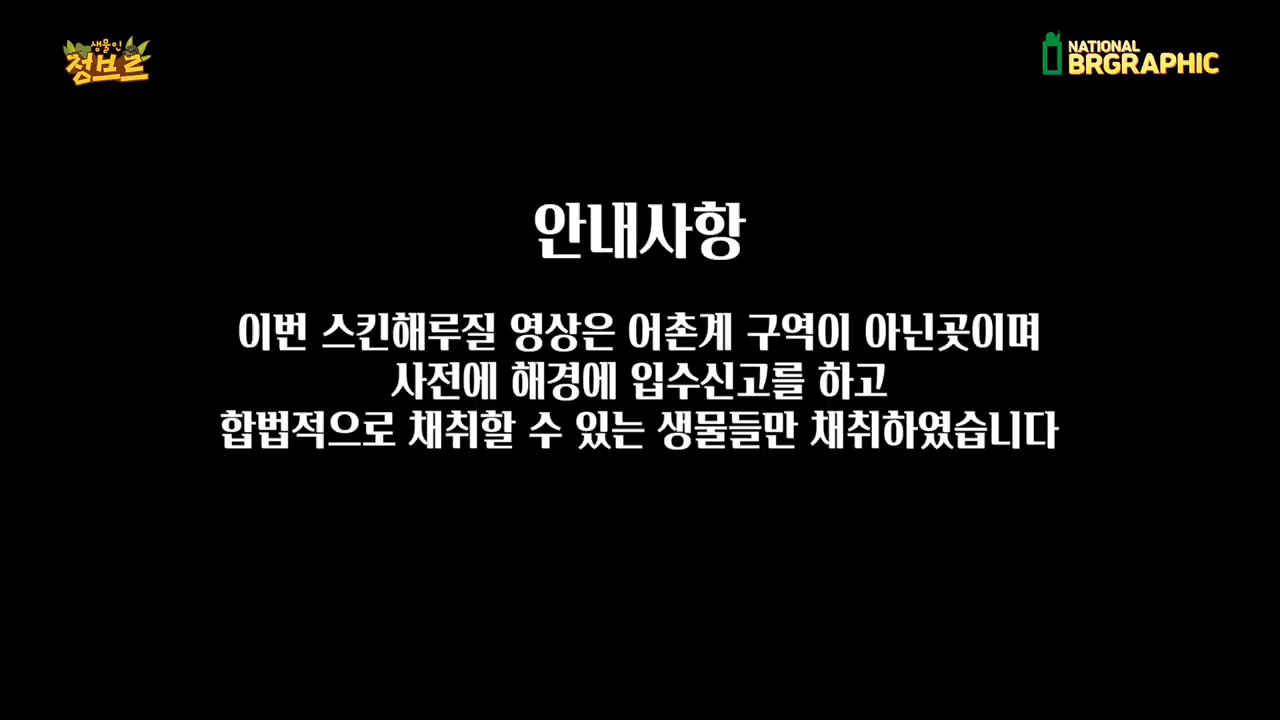 생물인
정브르
NATIONAL
BRGRAPHIC
안내사항
이번 스킨해루질 영상은 어촌계 구역이 아닌곳이며
사전에 해경에 입수신고를 하고
합법적으로 채취할 수 있는 생물들만 채취하였습니다